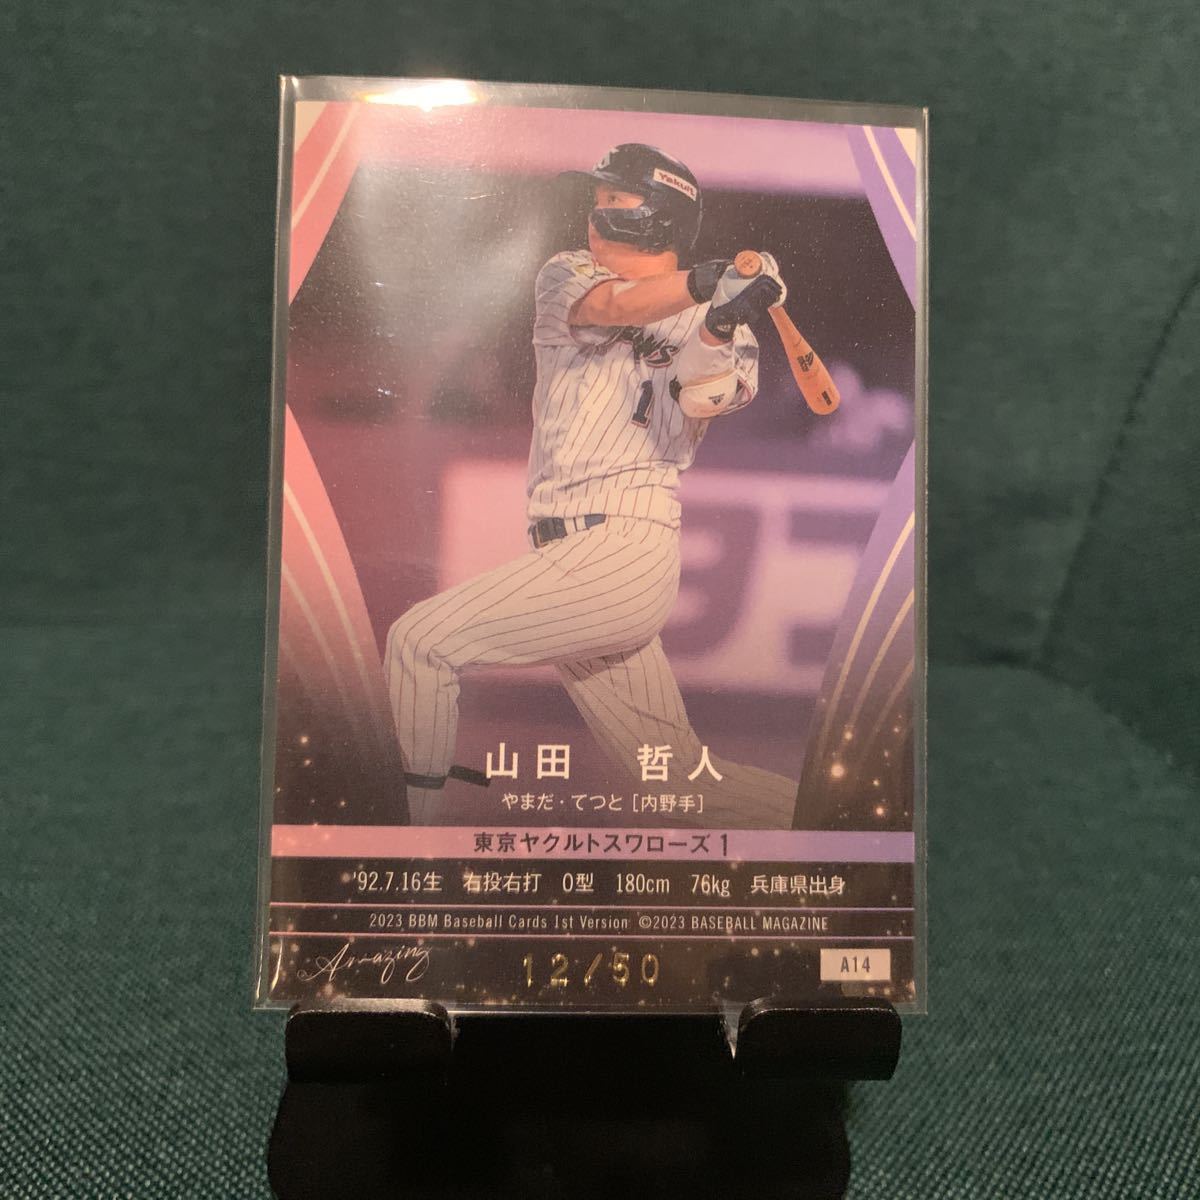 Yakult
1
山田 哲人
やまだ・てつと [内野手]
東京ヤクルトスワローズ 1
'92.7.16生 右投右打 O型 180cm 76kg 兵庫県出身
2023 BBM Baseball Cards 1st Version ©2023 BASEBALL MAGAZINE
Amazing
12/50
A14